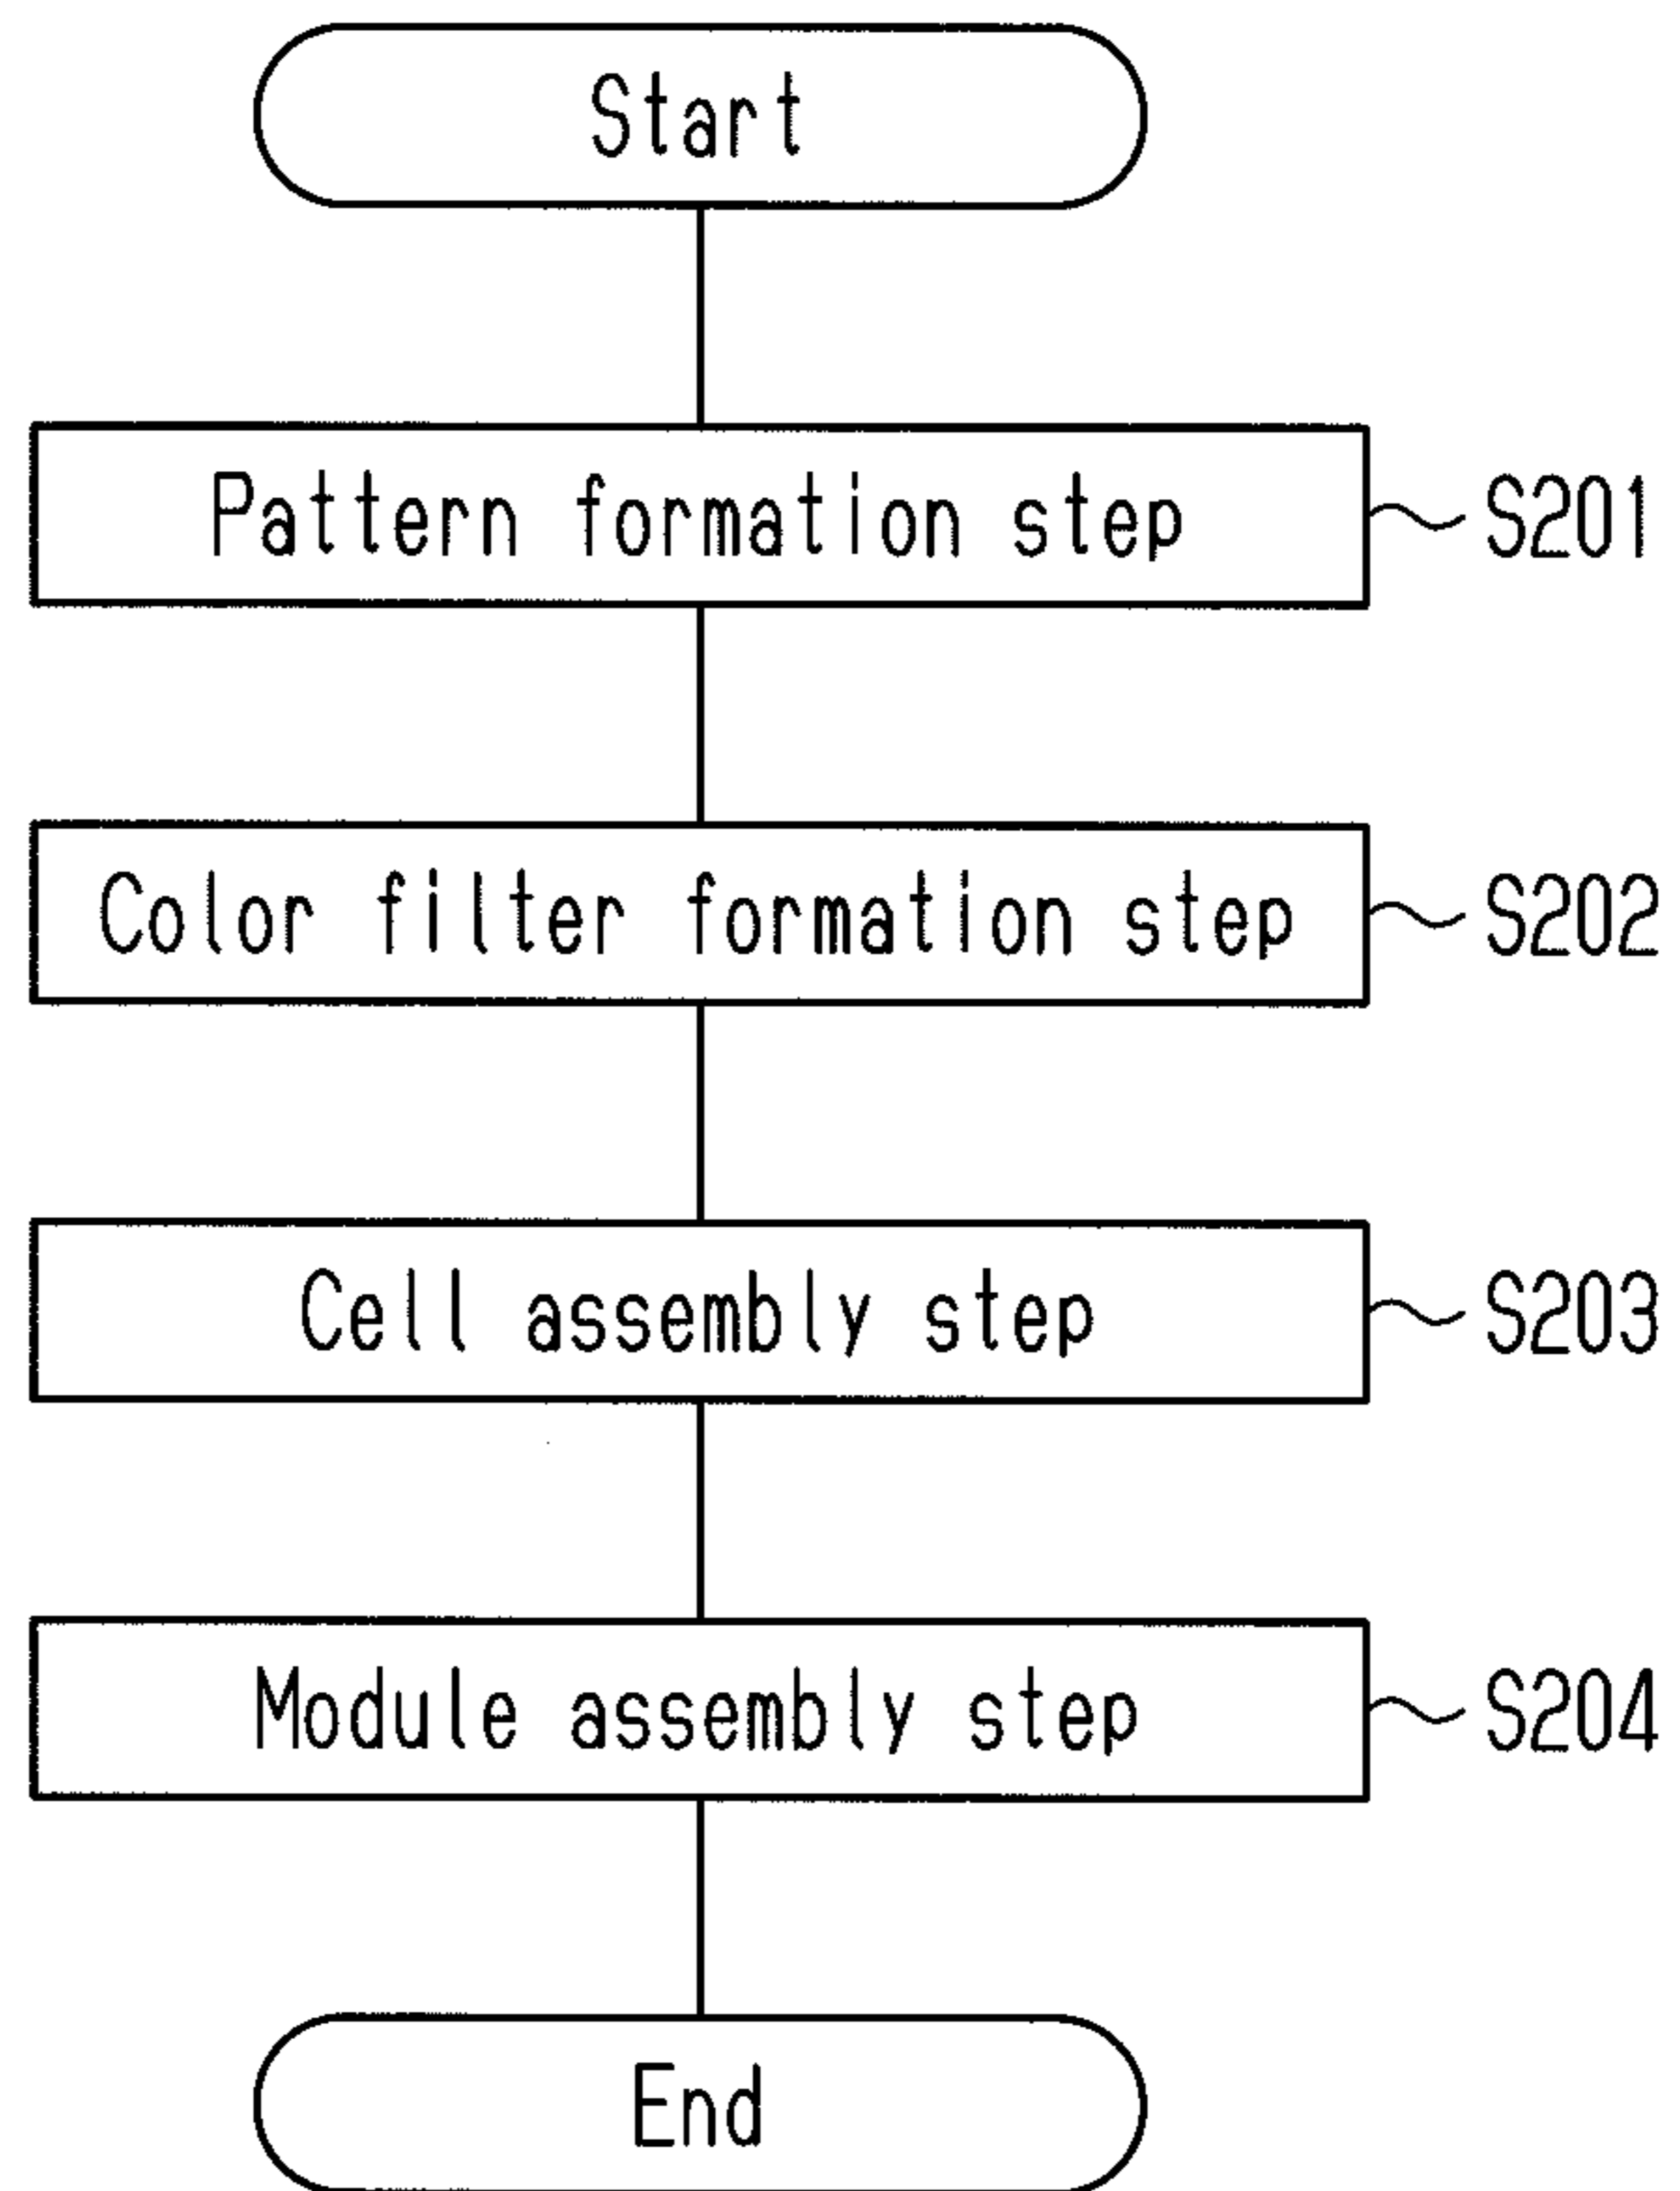 Start
Pattern formation step S201
Color filter formation step S202
Cell assembly step S203
Module assembly step S204
End